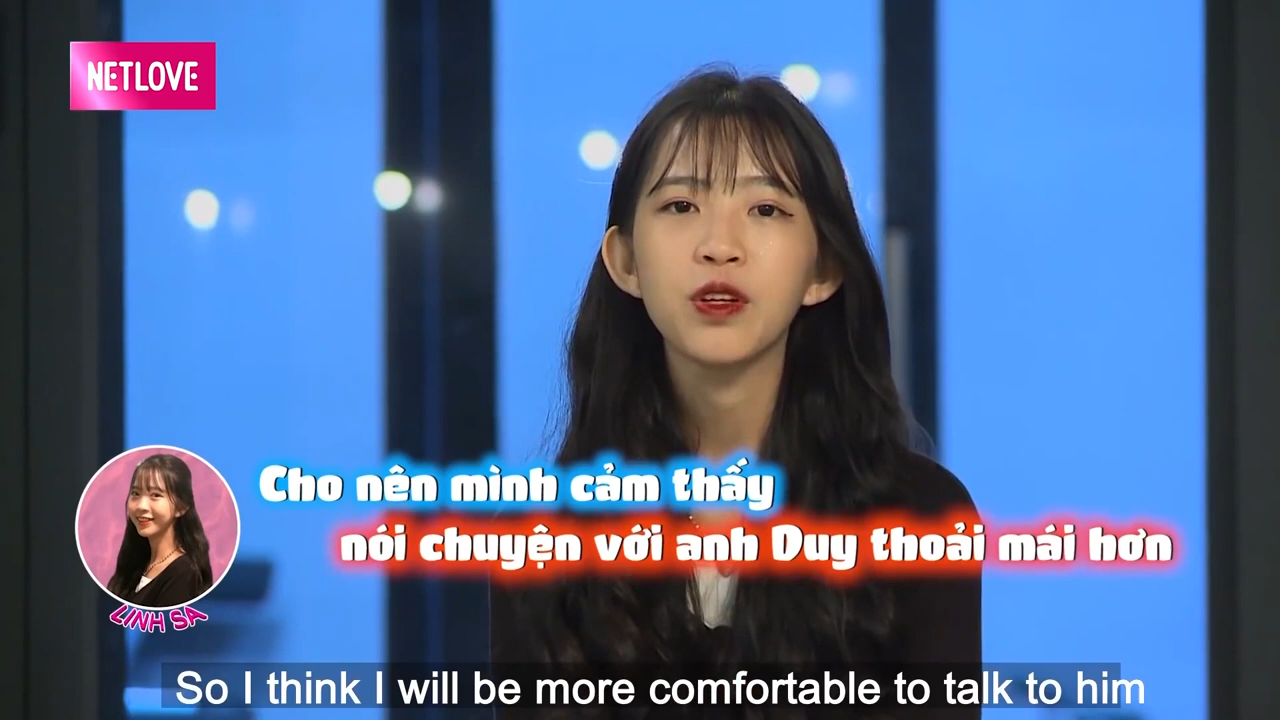 NETLOVE
Cho nên mình cảm thấy
nói chuyện với anh Duy thoải mái hơn
LINH SA
So I think I will be more comfortable to talk to him